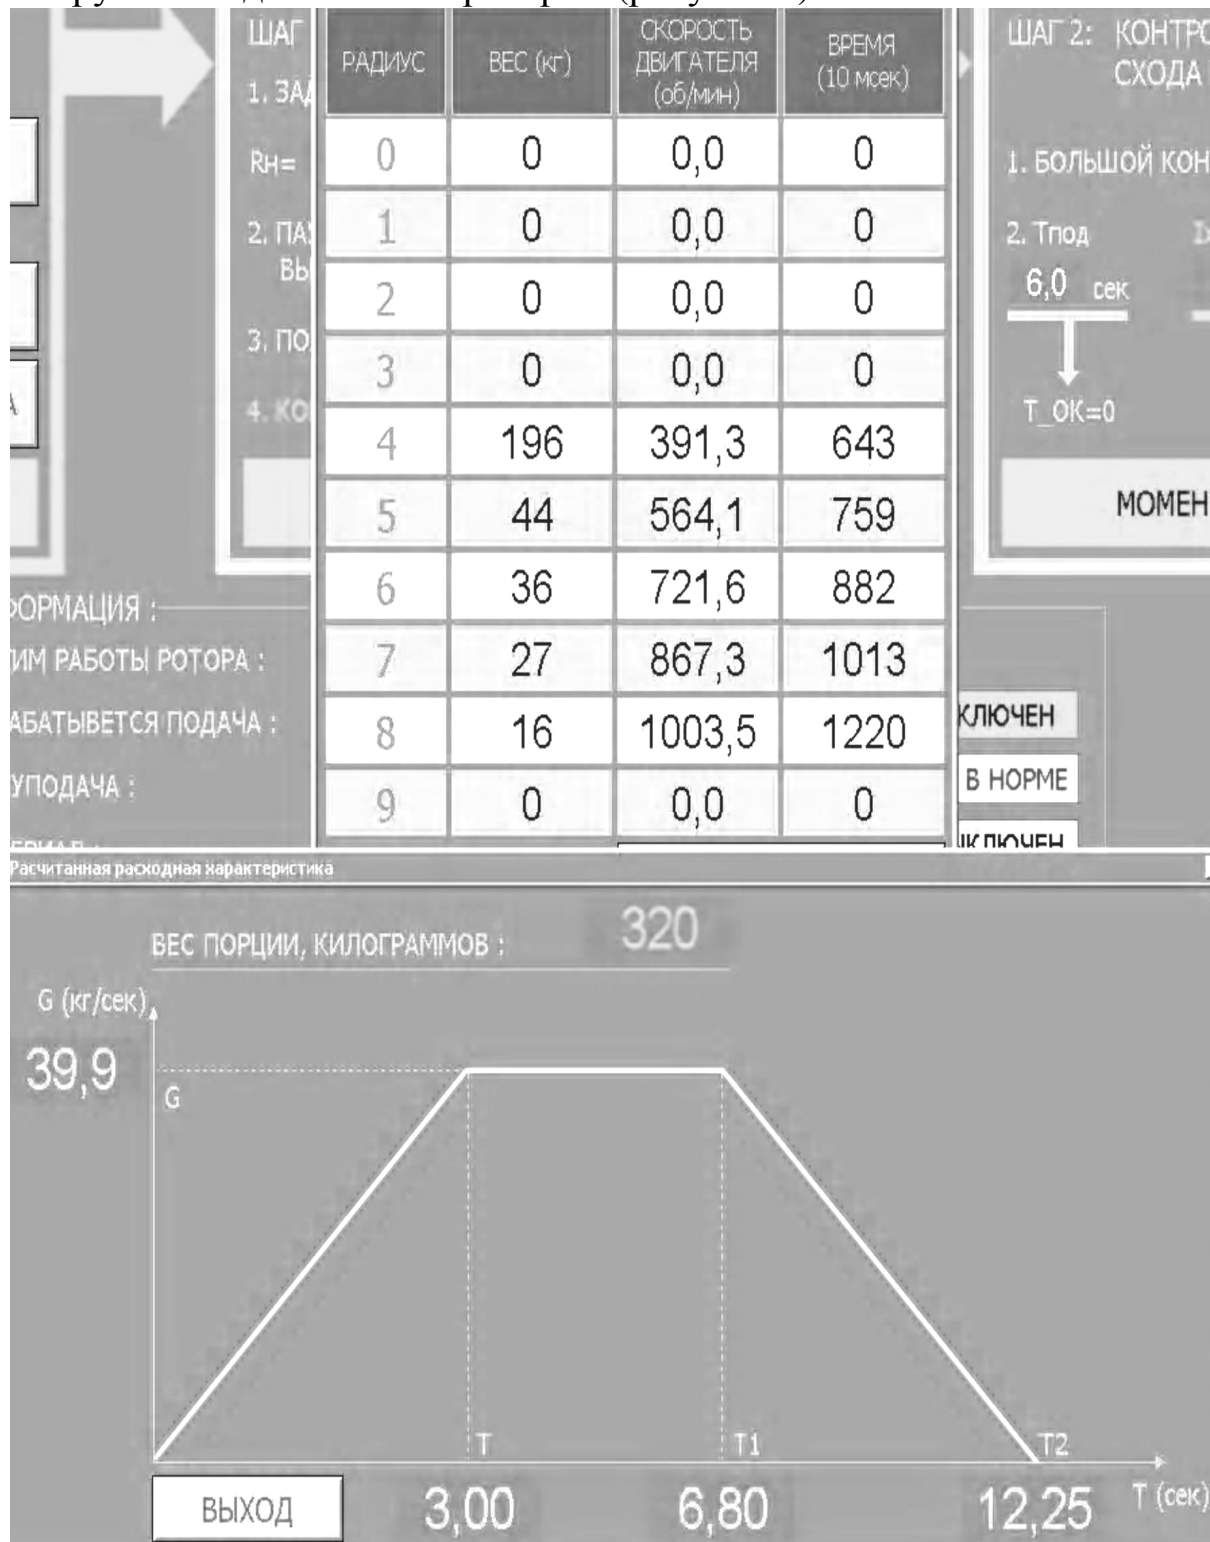 ШАГ
1. ЗАД
Rн=
2. ПА
ВЫ
3. ПО
4. КО
РАДИУС ВЕС (кг) СКОРОСТЬ ДВИГАТЕЛЯ (об/мин) ВРЕМЯ (10 мсек)
0 0 0,0 0
1 0 0,0 0
2 0 0,0 0
3 0 0,0 0
4 196 391,3 643
5 44 564,1 759
6 36 721,6 882
7 27 867,3 1013
8 16 1003,5 1220
9 0 0,0 0
ШАГ 2: КОНТРО
СХОДА
1. БОЛЬШОЙ КОН
2. Тпод
6,0 сек
Т_ОК=0
МОМЕН
ФОРМАЦИЯ :
ИМ РАБОТЫ РОТОРА :
АБАТЫВЕТСЯ ПОДАЧА :
КЛЮЧЕН
УПОДАЧА :
В НОРМЕ
Расчитанная расходная характеристика
ВЕС ПОРЦИИ, КИЛОГРАММОВ : 320
G (кг/сек)
39,9
G
T T1 T2
ВЫХОД 3,00 6,80 12,25 T (сек)